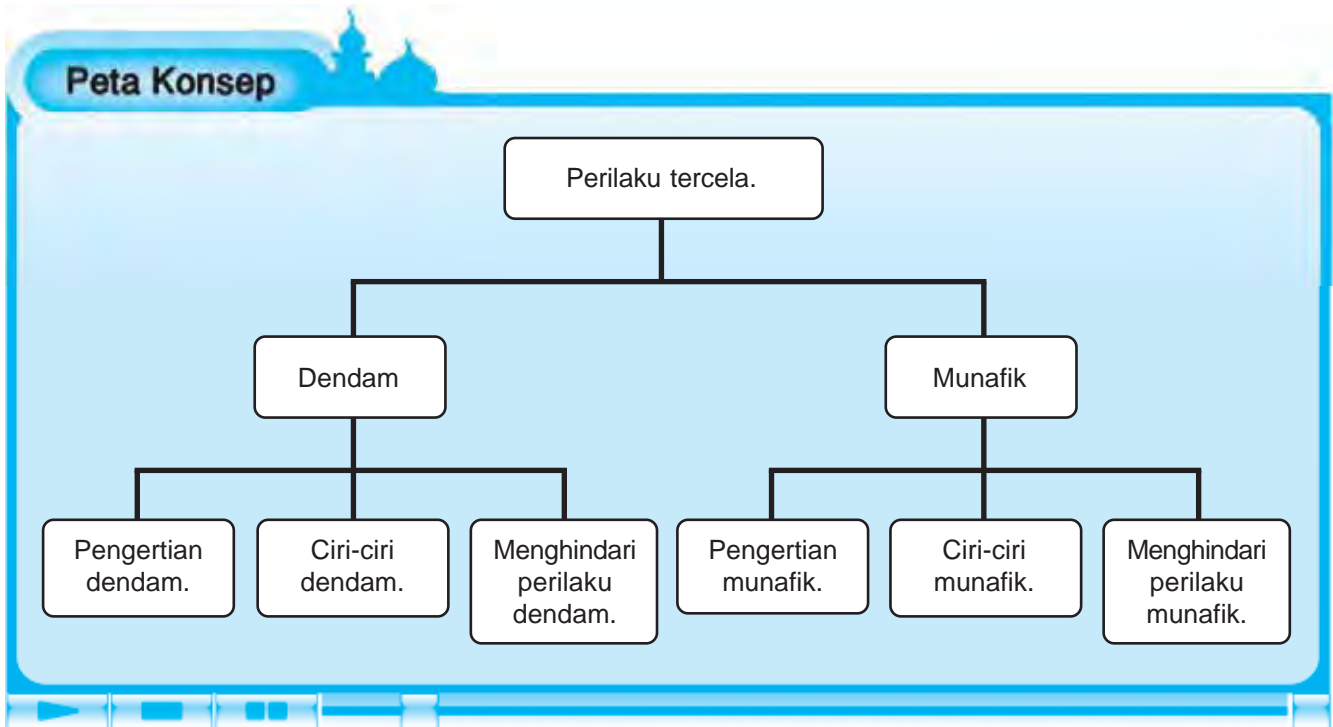 Peta Konsep
Perilaku tercela.
Dendam
Munafik
Pengertian
dendam.
Ciri-ciri
dendam.
Menghindari
perilaku
dendam.
Pengertian
munafik.
Ciri-ciri
munafik.
Menghindari
perilaku
munafik.